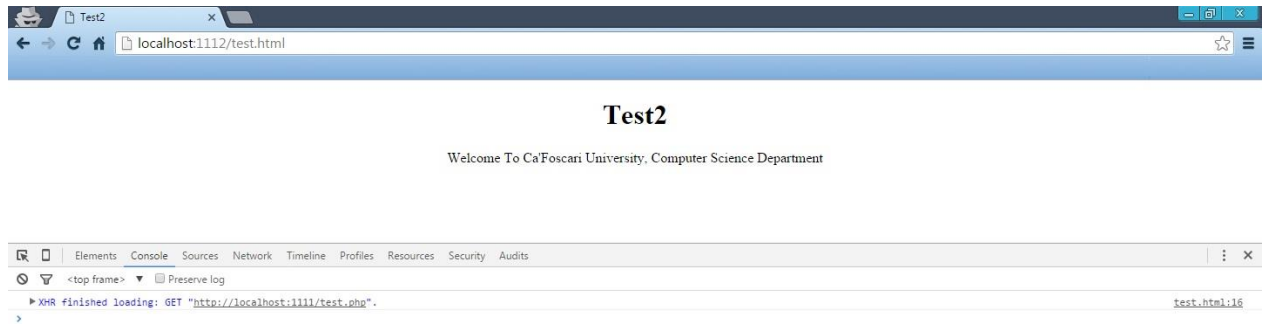 Test2
localhost:1112/test.html
Test2
Welcome To Ca'Foscari University, Computer Science Department
Elements Console Sources Network Timeline Profiles Resources Security Audits
<top frame> ▼ Preserve log
XHR finished loading: GET "http://localhost:1111/test.php". test.html:16